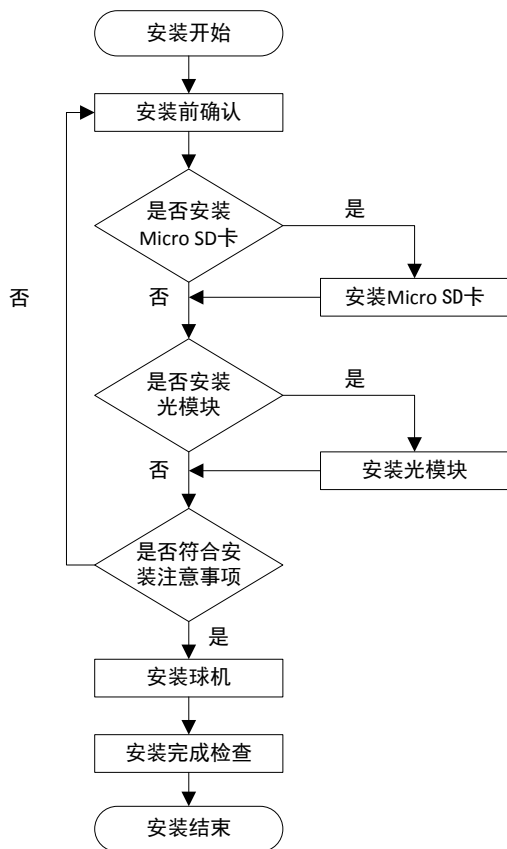 安装开始
安装前确认
是否安装
Micro SD卡
是
否
否
安装Micro SD卡
是否安装
光模块
是
否
安装光模块
是否符合安
装注意事项
是
安装球机
安装完成检查
安装结束